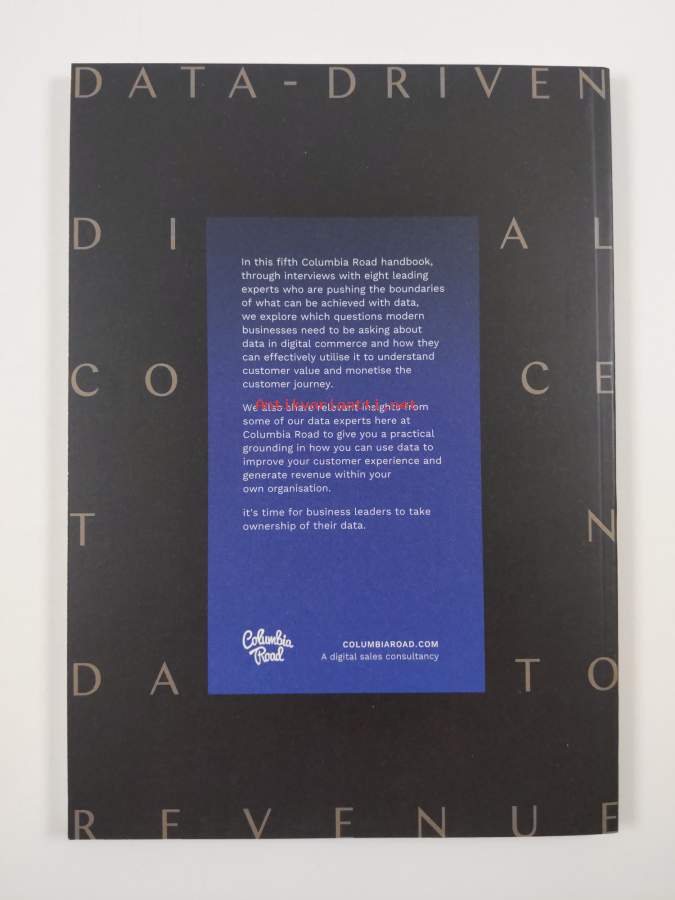 DATA-DRIVEN
DI AL
In this fifth Columbia Road handbook,
through interviews with eight leading
experts who are pushing the boundaries
of what can be achieved with data,
we explore which questions modern
businesses need to be asking about
data in digital commerce and how they
can effectively utilise it to understand
customer value and monetise the
customer journey.
CO CE
Antikvariaatti.net
We also share relevant insights from
some of our data experts here at
Columbia Road to give you a practical
grounding in how you can use data to
improve your customer experience and
generate revenue within your
own organisation.
it's time for business leaders to take
ownership of their data.
T N
Columbia
Road
COLUMBIAROAD.COM
A digital sales consultancy
DA TO
REVENUE